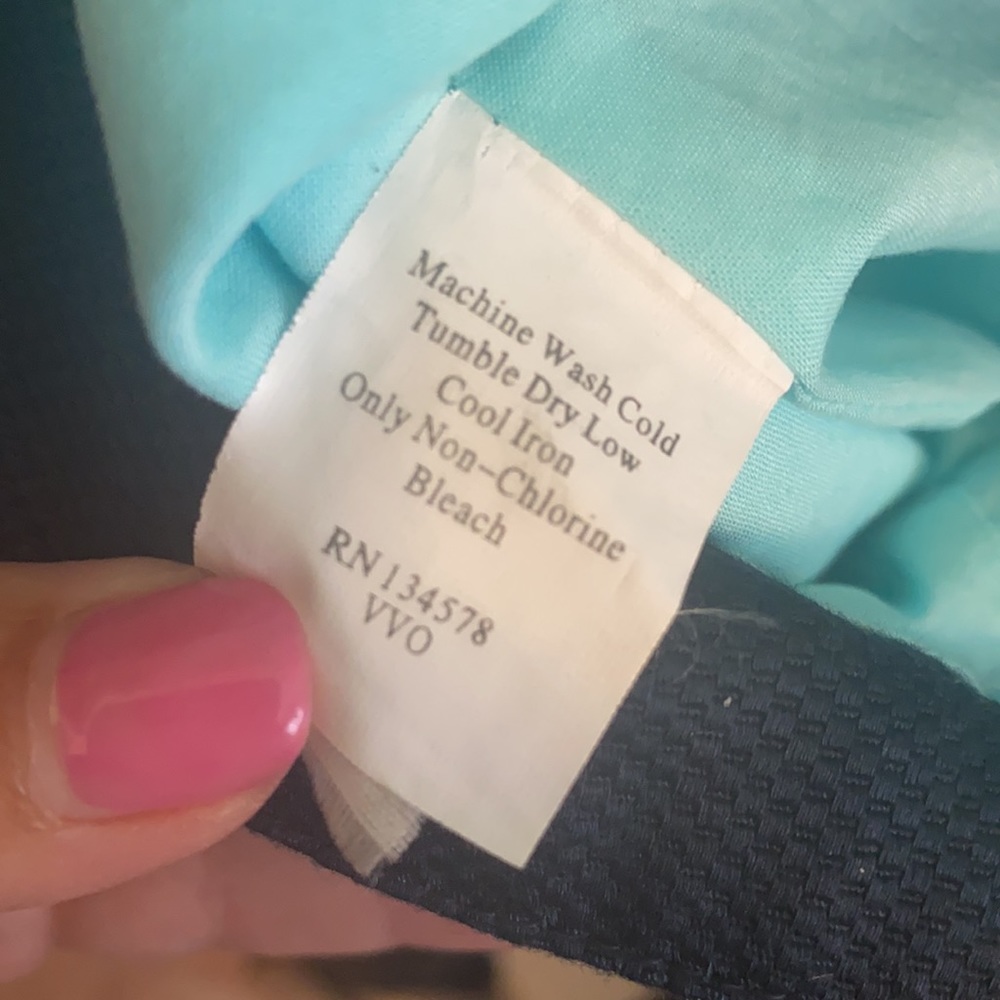 Machine Wash Cold
Tumble Dry Low
Cool Iron
Only Non-Chlorine
Bleach
RN 134578
VVO